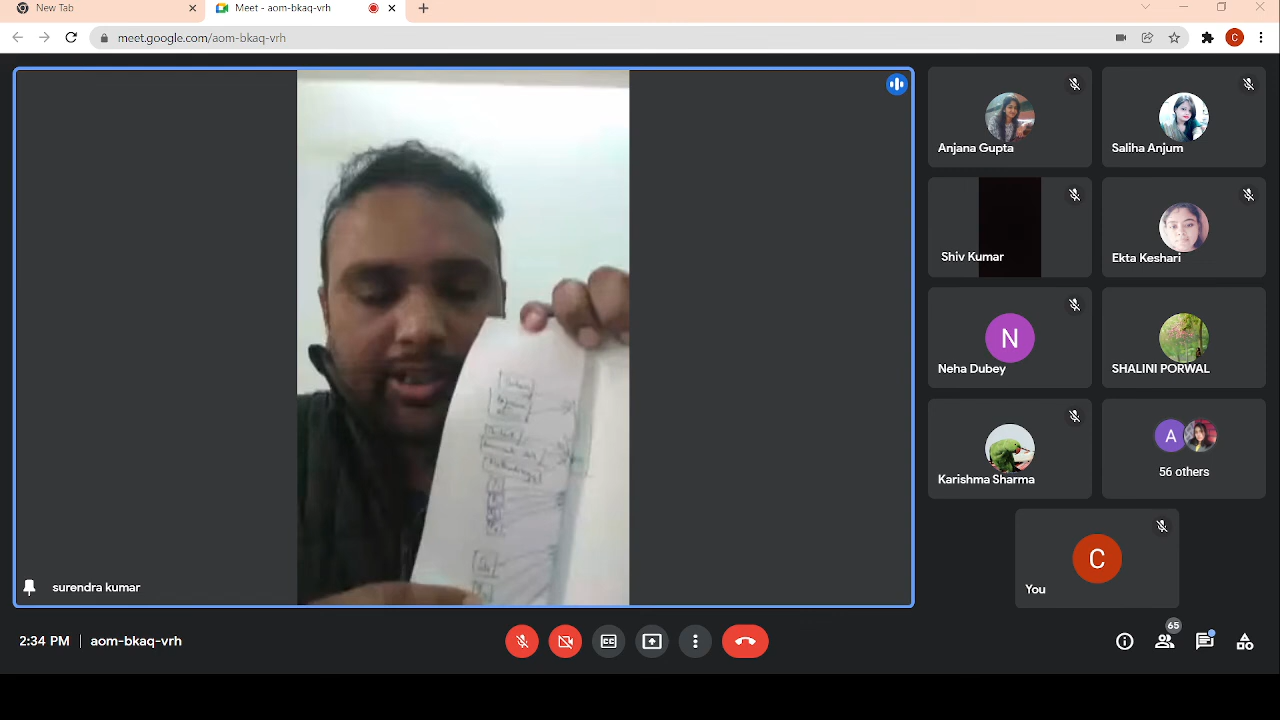 New Tab
Meet - aom-bkaq-vrh
meet.google.com/aom-bkaq-vrh
C
Anjana Gupta
Saliha Anjum
Shiv Kumar
Ekta Keshari
N
Neha Dubey
SHALINI PORWAL
Karishma Sharma
A
56 others
C
You
surendra kumar
2:34 PM
aom-bkaq-vrh
CC
65